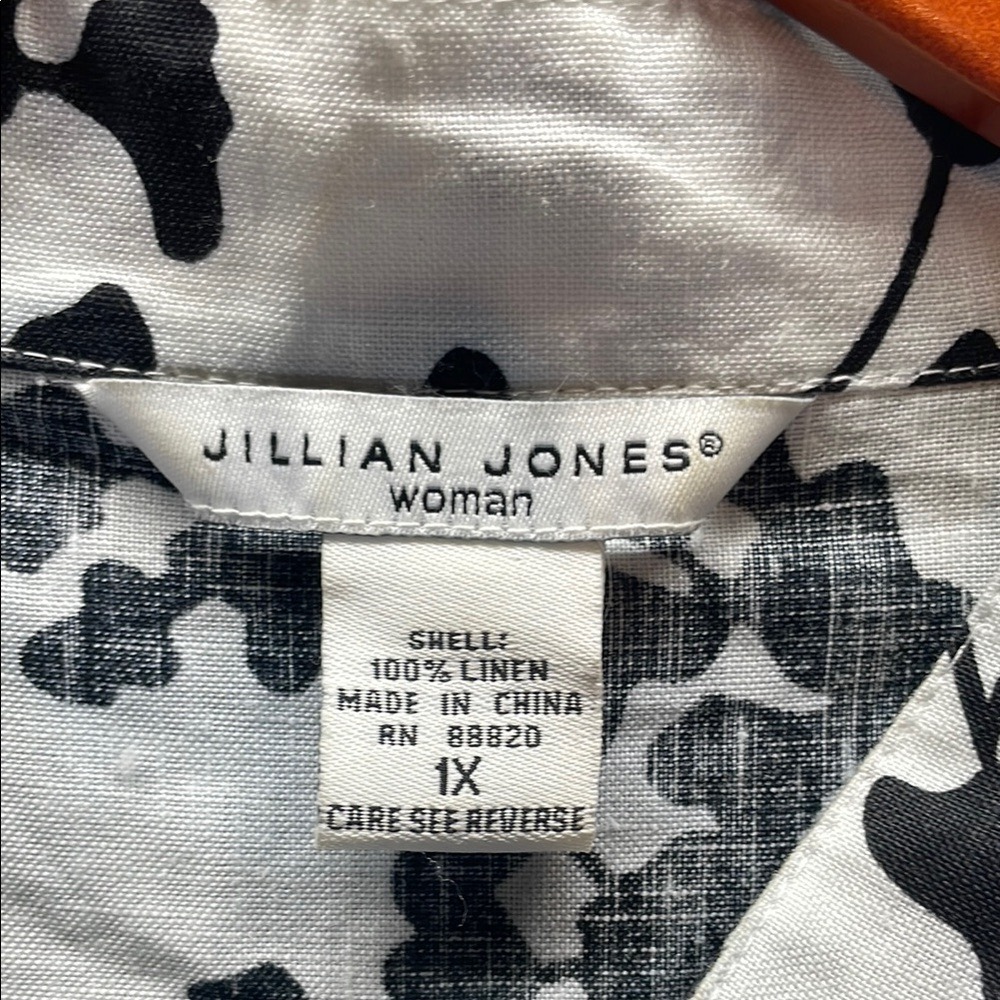 JILLIAN JONES®
woman
SHELL:
100% LINEN
MADE IN CHINA
RN 88820
1X
CARE SEE REVERSE